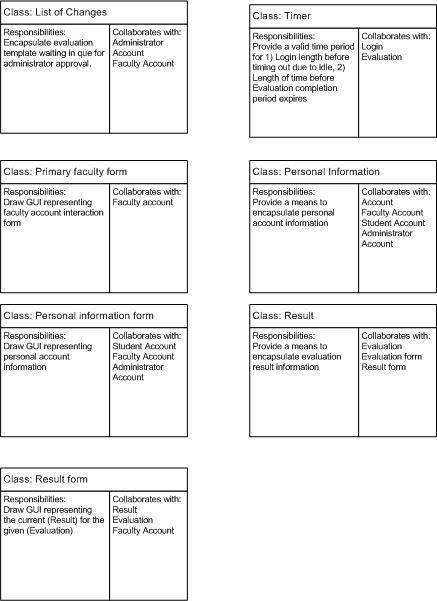 Class: List of Changes
Responsibilities:
Encapsulate evaluation
template waiting in que for
administrator approval.
Collaborates with:
Administrator
Account
Faculty Account
Class: Timer
Responsibilities:
Provide a valid time period
for 1) Login length before
timing out due to idle, 2)
Length of time before
Evaluation completion
period expires
Collaborates with:
Login
Evaluation
Class: Primary faculty form
Responsibilities:
Draw GUI representing
faculty account interaction
form
Collaborates with:
Faculty account
Class: Personal Information
Responsibilities:
Provide a means to
encapsulate personal
account information
Collaborates with:
Account
Faculty Account
Student Account
Administrator
Account
Class: Personal information form
Responsibilities:
Draw GUI representing
personal account
information
Collaborates with:
Student Account
Faculty Account
Administrator
Account
Class: Result
Responsibilities:
Provide a means to
encapsulate evaluation
result information
Collaborates with:
Evaluation
Evaluation form
Result form
Class: Result form
Responsibilities:
Draw GUI representing
the current (Result) for the
given (Evaluation)
Collaborates with:
Result
Evaluation
Faculty Account